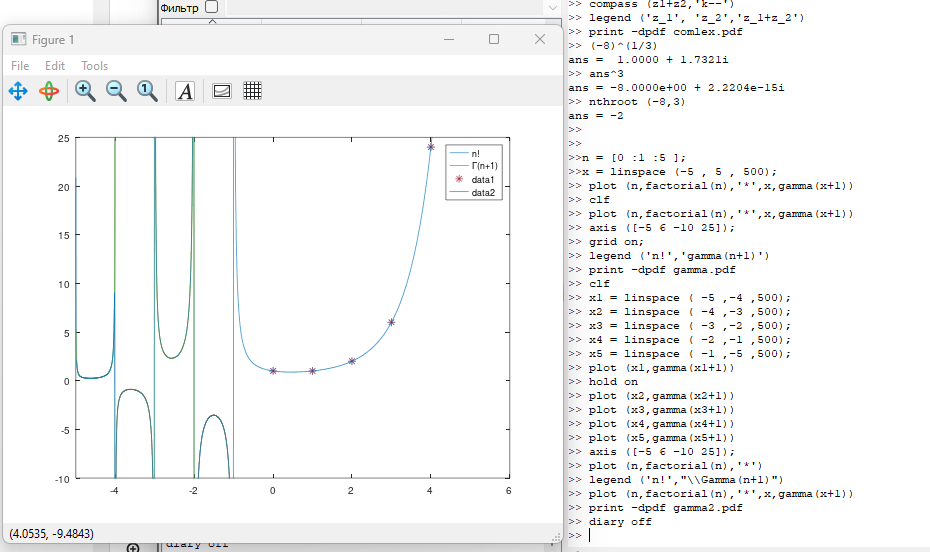 Фильтр
Figure 1
File Edit Tools
A
25
20
15
10
5
0
-5
-10
-4 -2 0 2 4 6
n!
Γ(n+1)
data1
data2
(4.0535, -9.4843)
diary off
>> compass (z1+z2,'k--')
>> legend ('z_1', 'z_2','z_1+z_2')
>> print -dpdf comlex.pdf
>> (-8)^(1/3)
ans = 1.0000 + 1.7321i
>> ans^3
ans = -8.0000e+00 + 2.2204e-15i
>> nthroot (-8,3)
ans = -2
>>
>>
>>n = [0 :1 :5 ];
>>x = linspace (-5 , 5 , 500);
>> plot (n,factorial(n),'*',x,gamma(x+1))
>> clf
>> plot (n,factorial(n),'*',x,gamma(x+1))
>> axis ([-5 6 -10 25]);
>> grid on;
>> legend ('n!','gamma(n+1)')
>> print -dpdf gamma.pdf
>> clf
>> x1 = linspace ( -5 ,-4 ,500);
>> x2 = linspace ( -4 ,-3 ,500);
>> x3 = linspace ( -3 ,-2 ,500);
>> x4 = linspace ( -2 ,-1 ,500);
>> x5 = linspace ( -1 ,-5 ,500);
>> plot (x1,gamma(x1+1))
>> hold on
>> plot (x2,gamma(x2+1))
>> plot (x3,gamma(x3+1))
>> plot (x4,gamma(x4+1))
>> plot (x5,gamma(x5+1))
>> axis ([-5 6 -10 25]);
>> plot (n,factorial(n),'*')
>> legend ('n!',"\\Gamma(n+1)")
>> plot (n,factorial(n),'*',x,gamma(x+1))
>> print -dpdf gamma2.pdf
>> diary off
>>